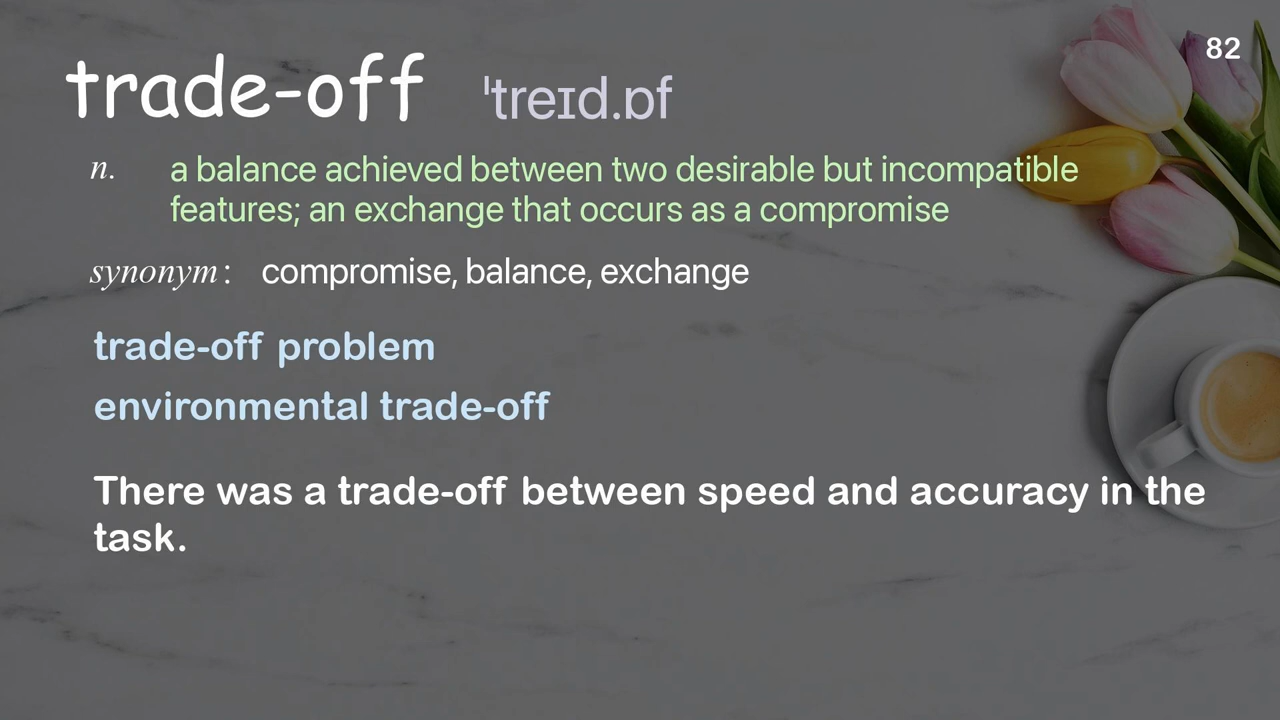 82
trade-off ˈtreɪd.ɒf
n. a balance achieved between two desirable but incompatible
features; an exchange that occurs as a compromise
synonym: compromise, balance, exchange
trade-off problem
environmental trade-off
There was a trade-off between speed and accuracy in the
task.